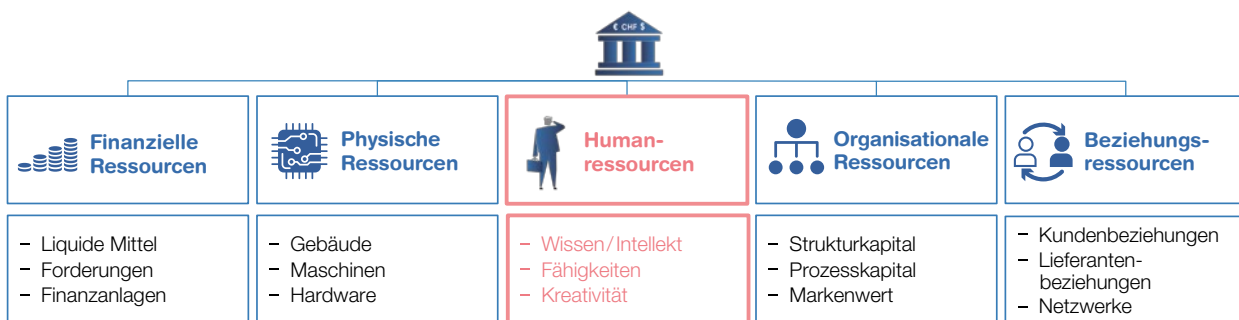 € CHF $
Finanzielle
Ressourcen
Physische
Ressourcen
Human-
ressourcen
Organisationale
Ressourcen
Beziehungs-
ressourcen
– Liquide Mittel
– Forderungen
– Finanzanlagen
– Gebäude
– Maschinen
– Hardware
– Wissen/Intellekt
– Fähigkeiten
– Kreativität
– Strukturkapital
– Prozesskapital
– Markenwert
– Kundenbeziehungen
– Lieferanten-
beziehungen
– Netzwerke